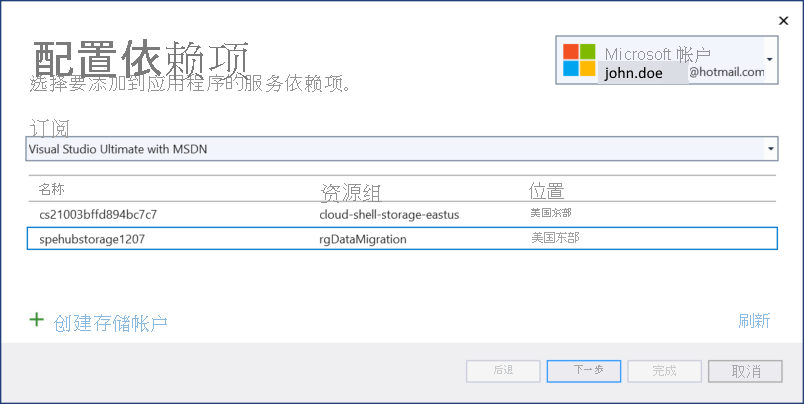 配置依赖项
选择要添加到应用程序的服务依赖项。
Microsoft 帐户
john.doe @hotmail.com
订阅
Visual Studio Ultimate with MSDN
名称 资源组 位置
cs21003bffd894bc7c7 cloud-shell-storage-eastus 美国东部
spehubstorage1207 rgDataMigration 美国东部
+ 创建存储帐户 刷新
后退 下一步 完成 取消